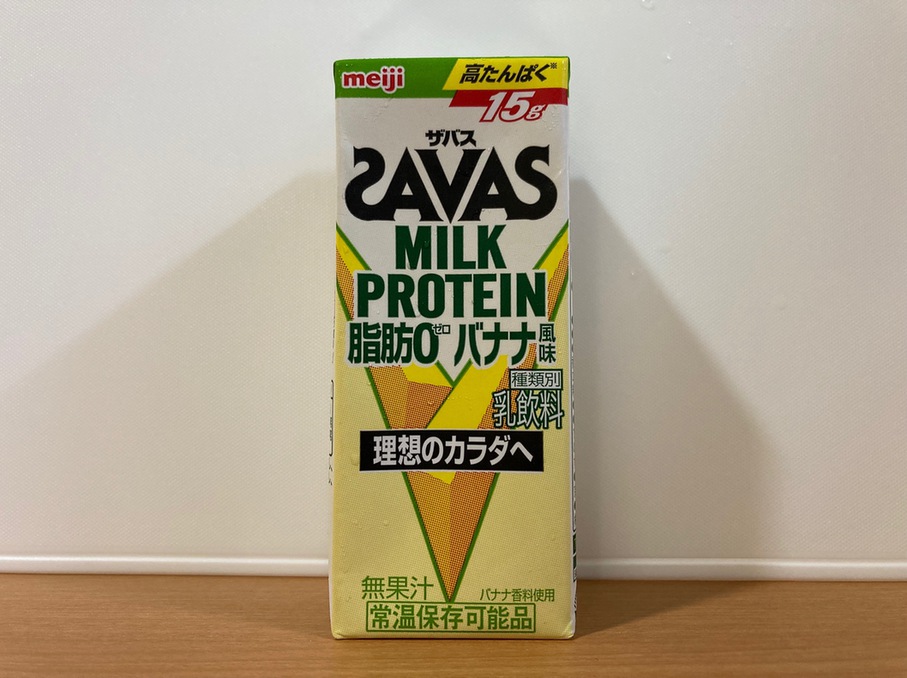 meiji
高たんぱく※
15g
ザバス
SAVAS
MILK
PROTEIN
脂肪0ゼロ バナナ風味
種類別
乳飲料
理想のカラダへ
無果汁
バナナ香料使用
常温保存可能品